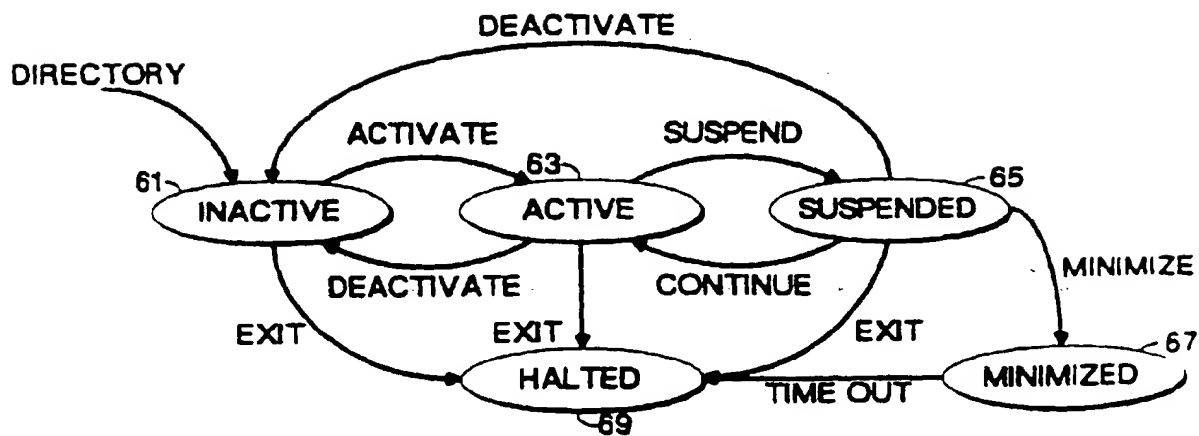 DEACTIVATE
DIRECTORY
ACTIVATE
SUSPEND
61
63
65
INACTIVE
ACTIVE
SUSPENDED
DEACTIVATE
CONTINUE
MINIMIZE
EXIT
EXIT
EXIT
67
HALTED
TIME OUT
MINIMIZED
69